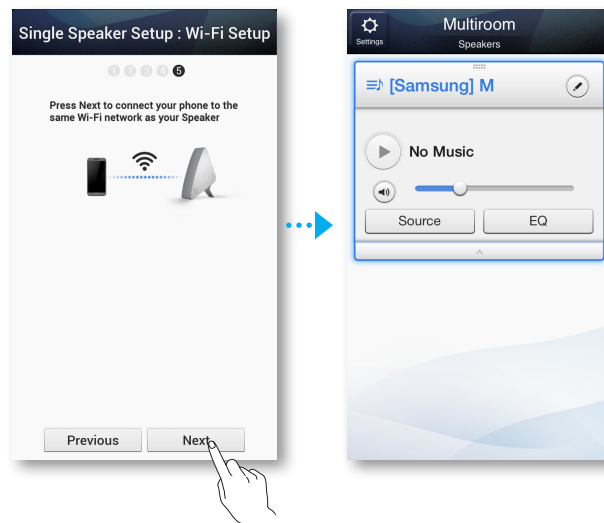 Single Speaker Setup : Wi-Fi Setup
1 2 3 4 5
Press Next to connect your phone to the
same Wi-Fi network as your Speaker
Previous
Next
Settings
Multiroom
Speakers
[Samsung] M
No Music
Source
EQ